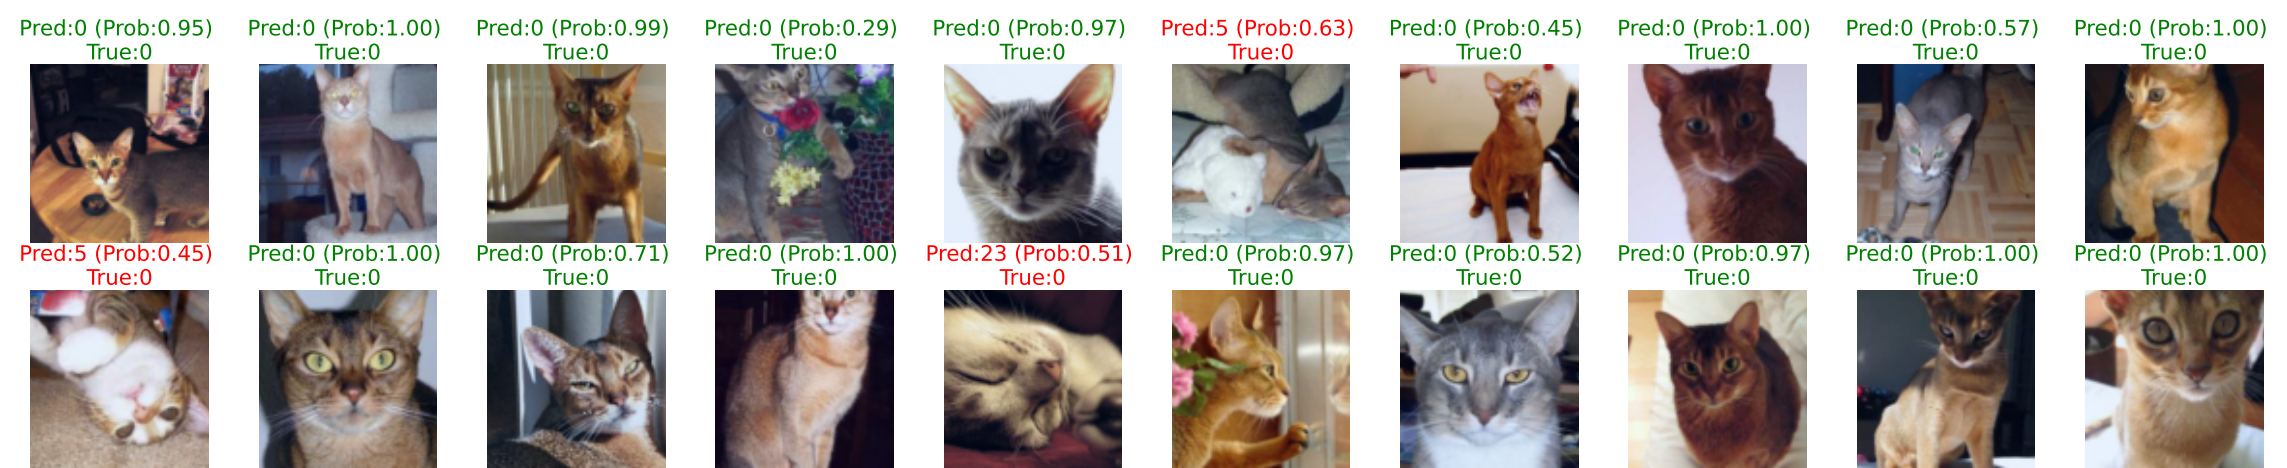 Pred:0 (Prob:0.95)
True:0
Pred:0 (Prob:1.00)
True:0
Pred:0 (Prob:0.99)
True:0
Pred:0 (Prob:0.29)
True:0
Pred:0 (Prob:0.97)
True:0
Pred:5 (Prob:0.63)
True:0
Pred:0 (Prob:0.45)
True:0
Pred:0 (Prob:1.00)
True:0
Pred:0 (Prob:0.57)
True:0
Pred:0 (Prob:1.00)
True:0
Pred:5 (Prob:0.45)
True:0
Pred:0 (Prob:1.00)
True:0
Pred:0 (Prob:0.71)
True:0
Pred:0 (Prob:1.00)
True:0
Pred:23 (Prob:0.51)
True:0
Pred:0 (Prob:0.97)
True:0
Pred:0 (Prob:0.52)
True:0
Pred:0 (Prob:0.97)
True:0
Pred:0 (Prob:1.00)
True:0
Pred:0 (Prob:1.00)
True:0